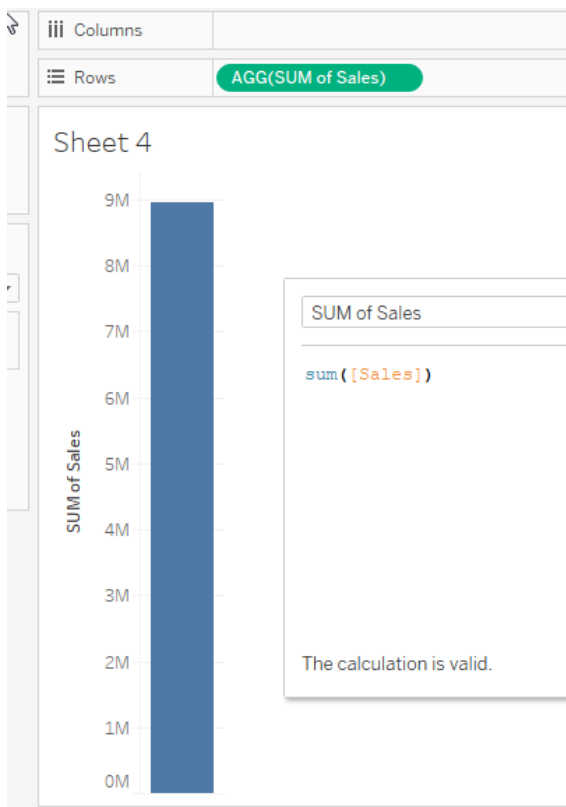 Columns
Rows
AGG(SUM of Sales)
Sheet 4
9M
8M
7M
6M
5M
4M
3M
2M
1M
0M
SUM of Sales
SUM of Sales
sum([Sales])
The calculation is valid.